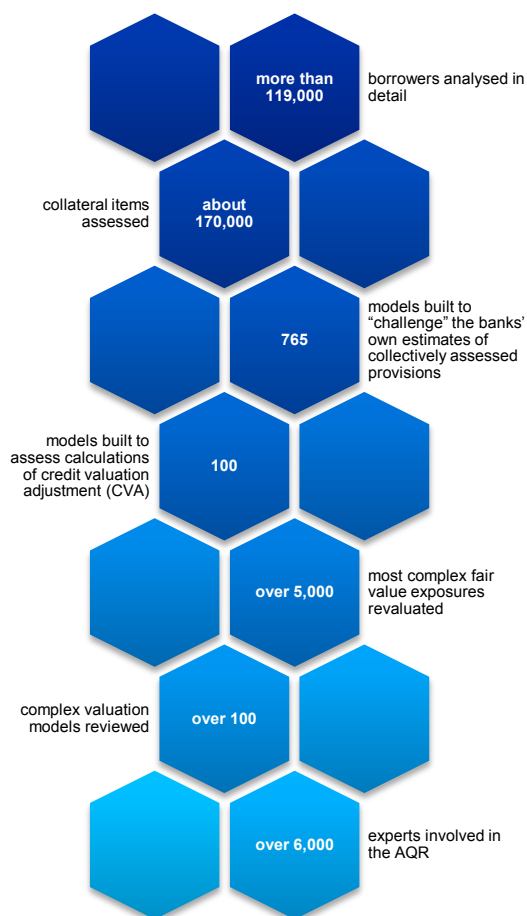 more than
119,000
borrowers analysed in
detail
collateral items
assessed
about
170,000
765
models built to
“challenge” the banks’
own estimates of
collectively assessed
provisions
models built to
assess calculations
of credit valuation
adjustment (CVA)
100
over 5,000
most complex fair
value exposures
revaluated
complex valuation
models reviewed
over 100
over 6,000
experts involved in
the AQR